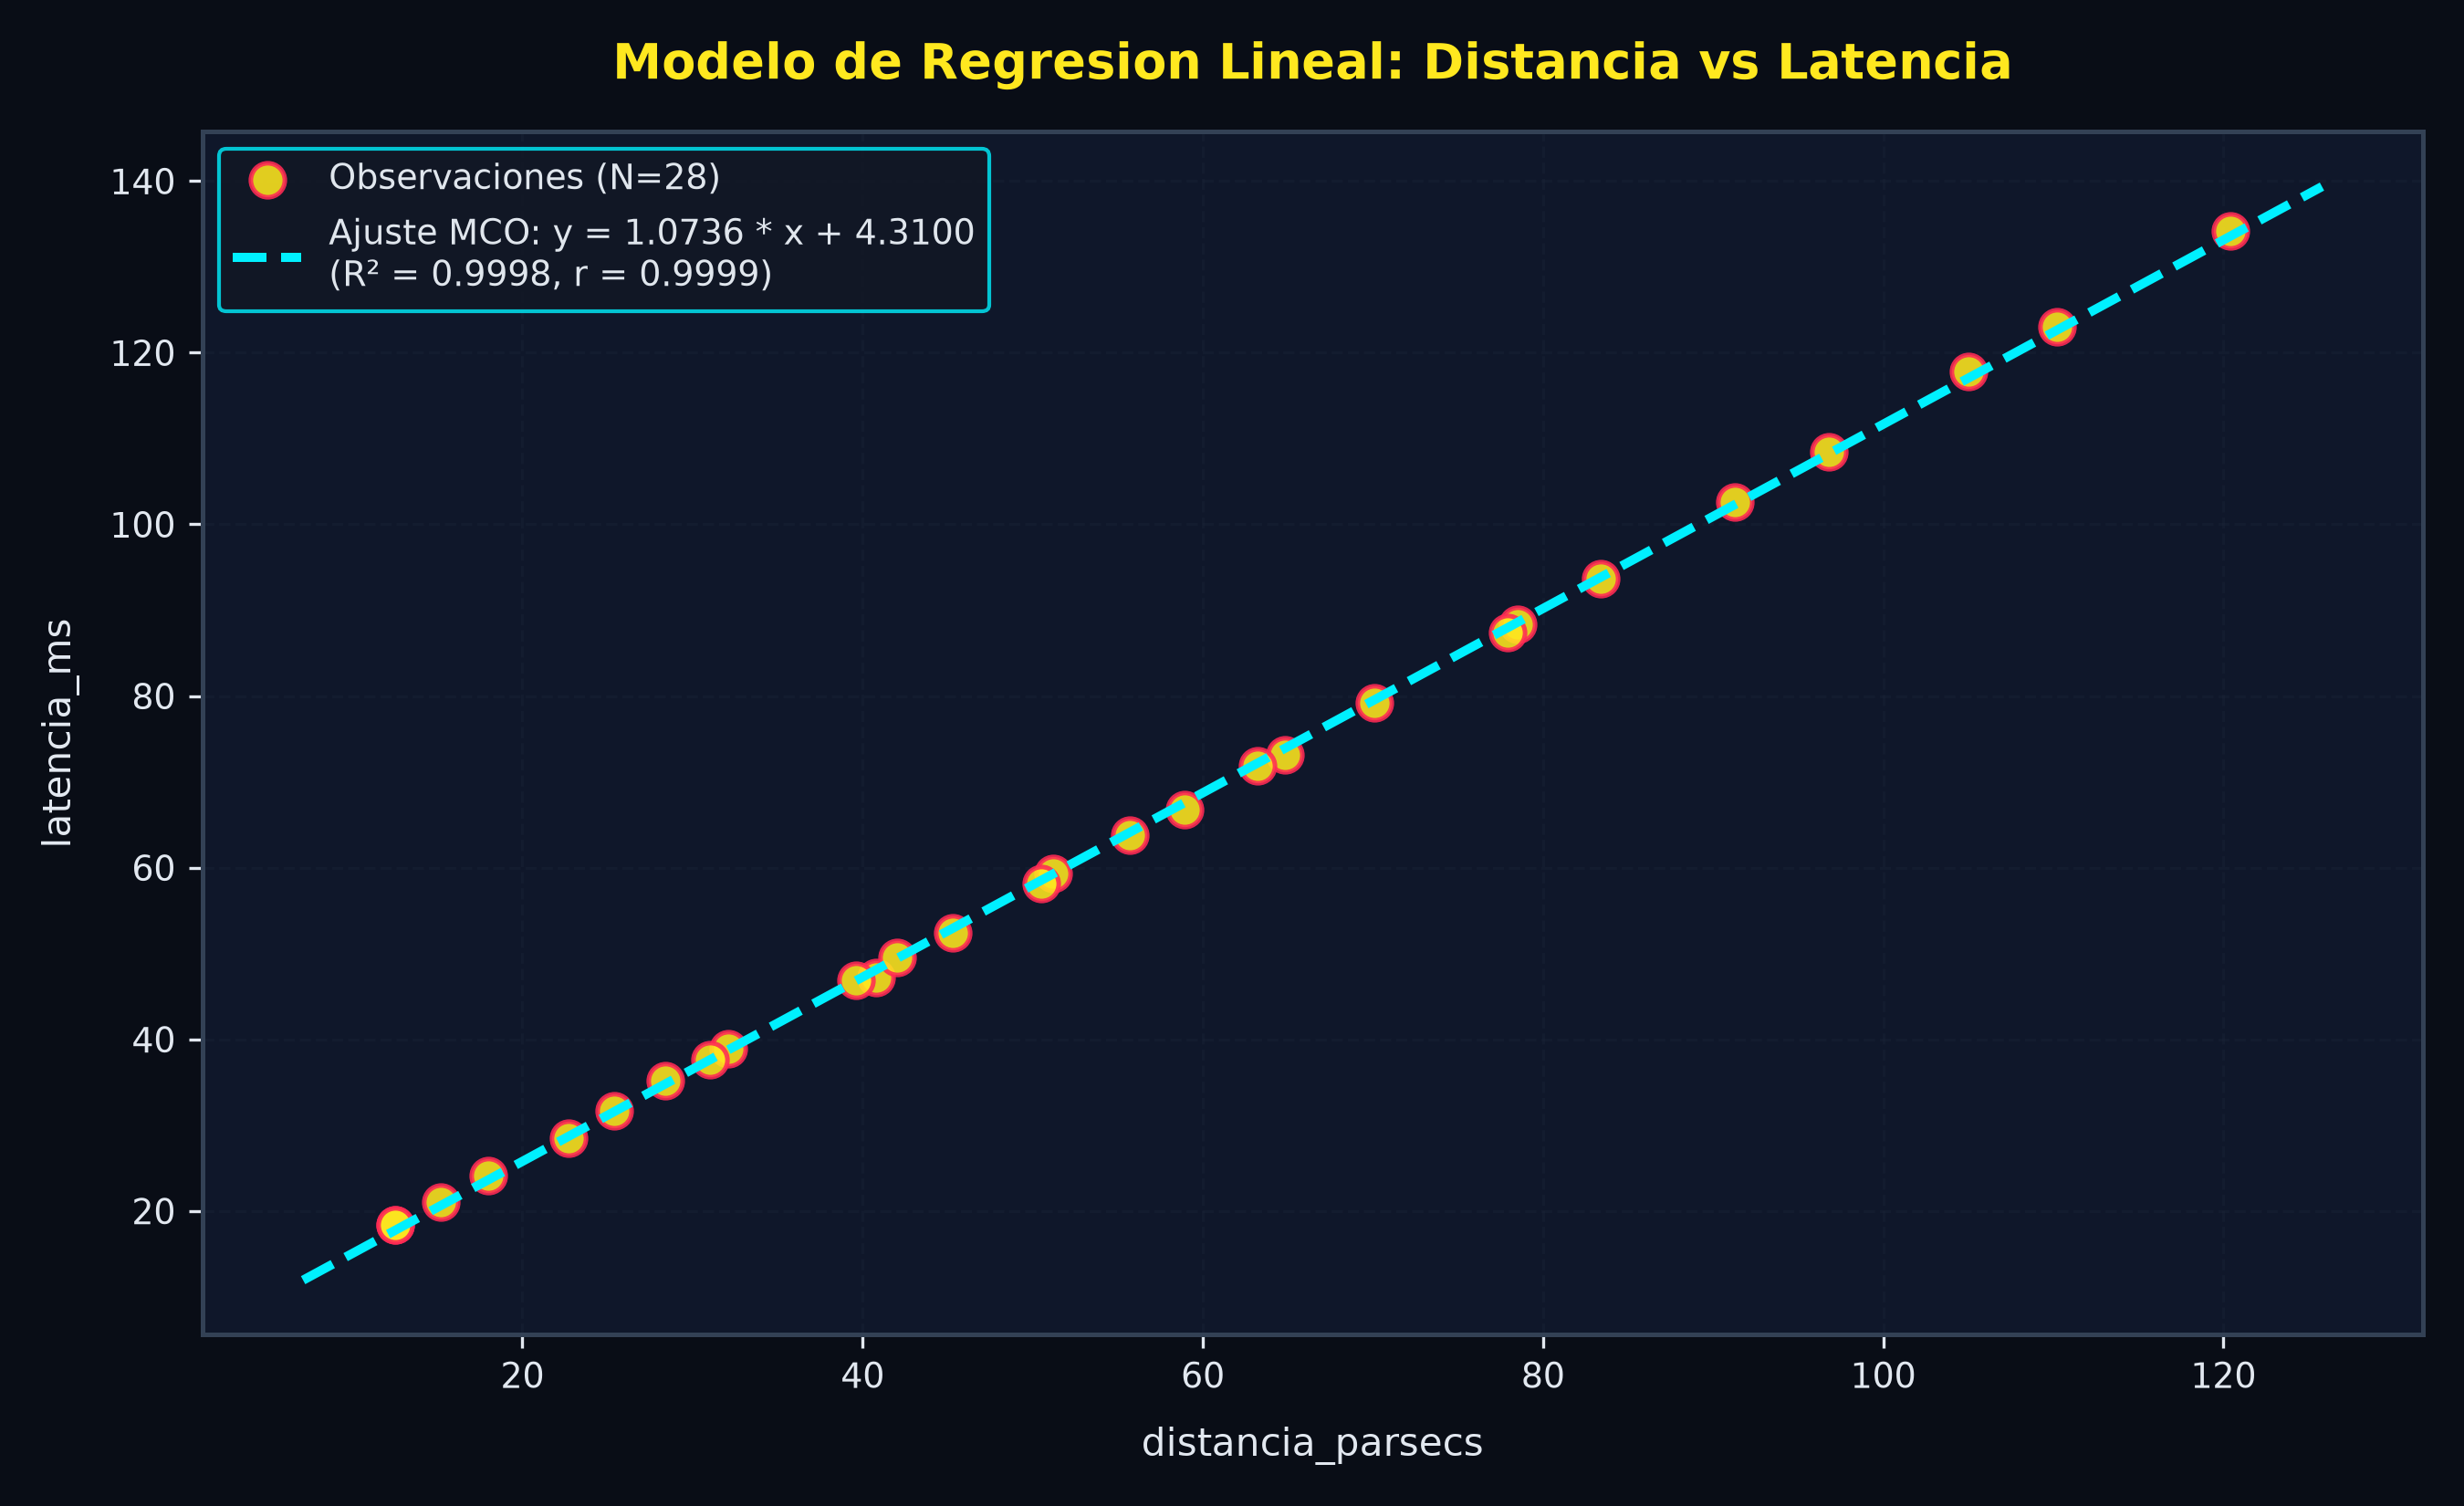 Modelo de Regresion Lineal: Distancia vs Latencia
Observaciones (N=28)
Ajuste MCO: y = 1.0736 * x + 4.3100
(R² = 0.9998, r = 0.9999)
140
120
100
80
60
40
20
latencia_ms
20 40 60 80 100 120
distancia_parsecs